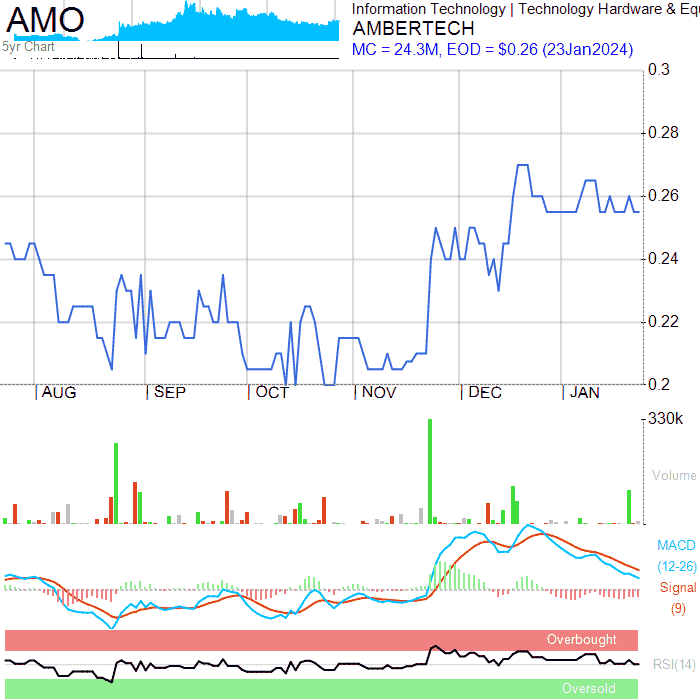 AMO
5yr Chart
Information Technology | Technology Hardware & Equ
AMBERTECH
MC = 24.3M, EOD = $0.26 (23Jan2024)
0.3
0.28
0.26
0.24
0.22
0.2
AUG SEP OCT NOV DEC JAN
330k
Volume
MACD
(12-26)
Signal
(9)
Overbought
RSI(14)
Oversold